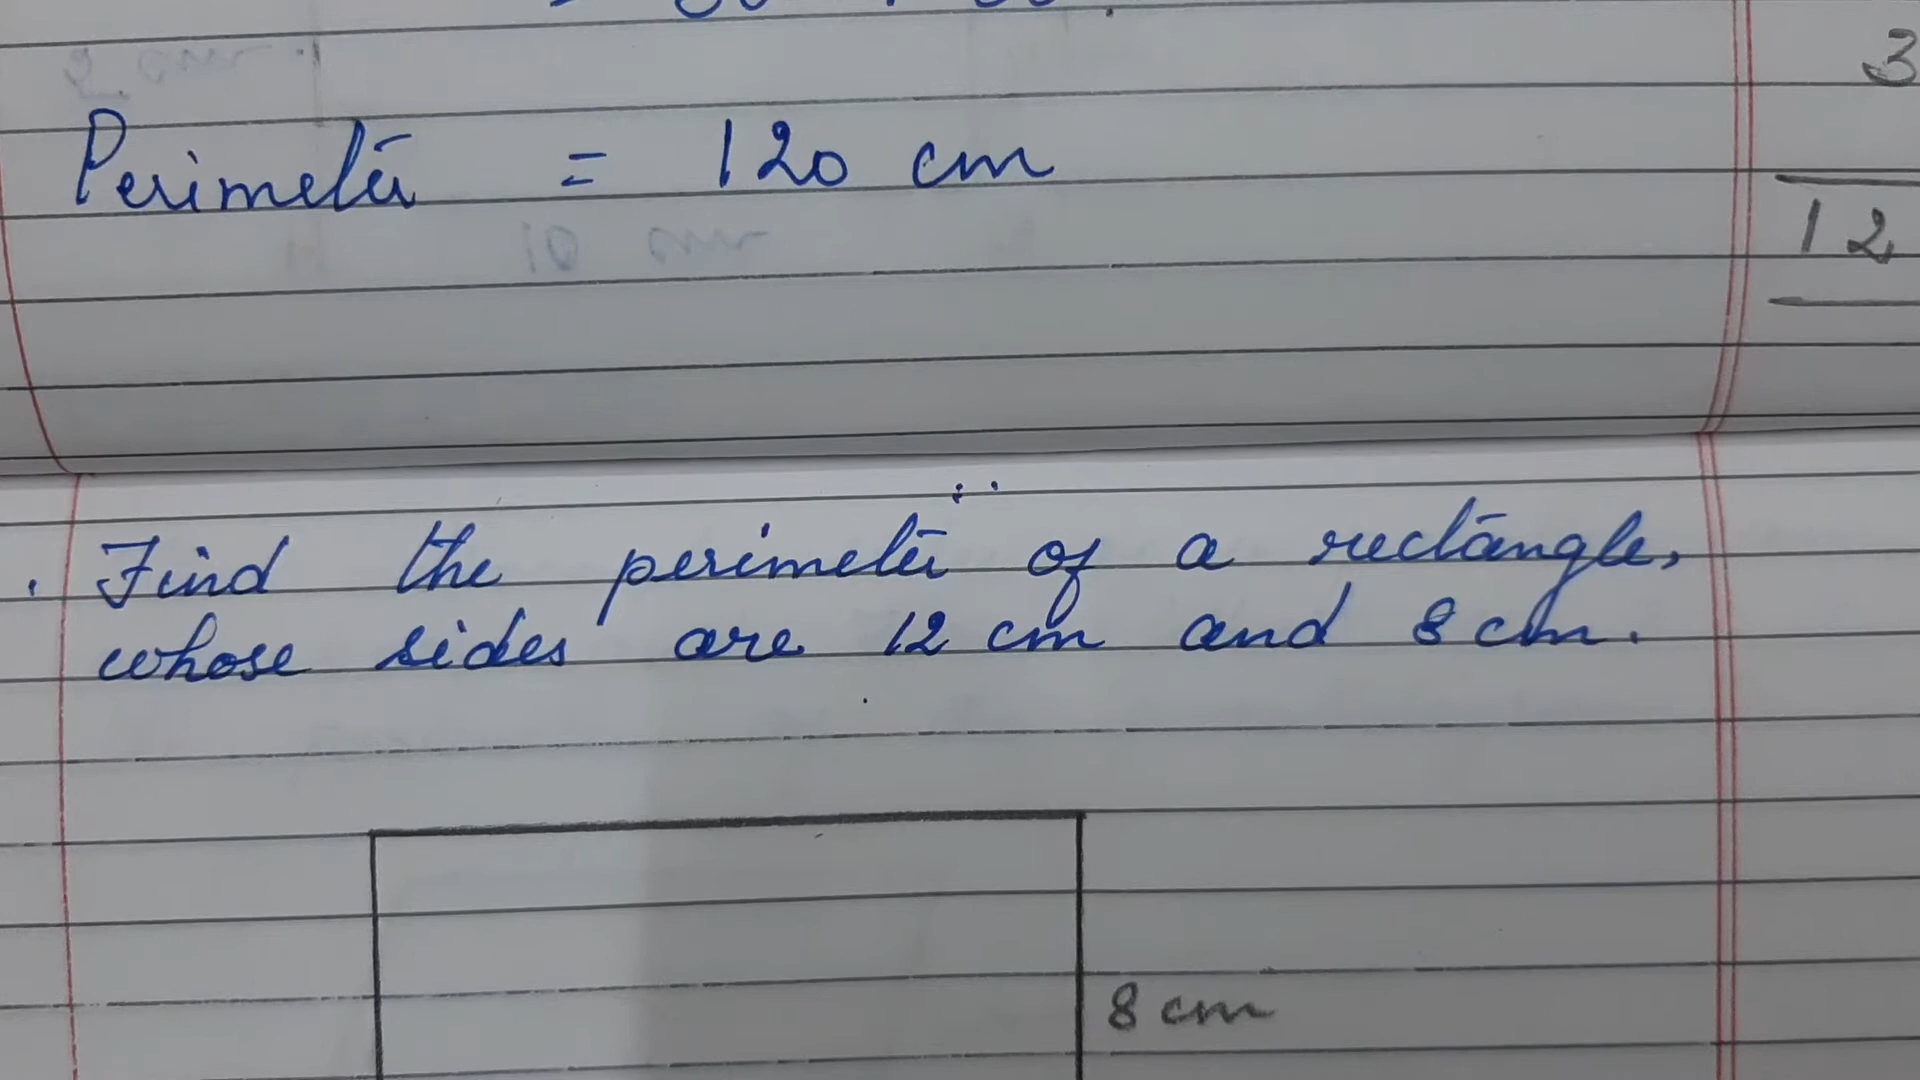 3
Perimeter = 120 cm
12
Find the perimeter of a rectangle,
whose sides are 12 cm and 8 cm.
8 cm